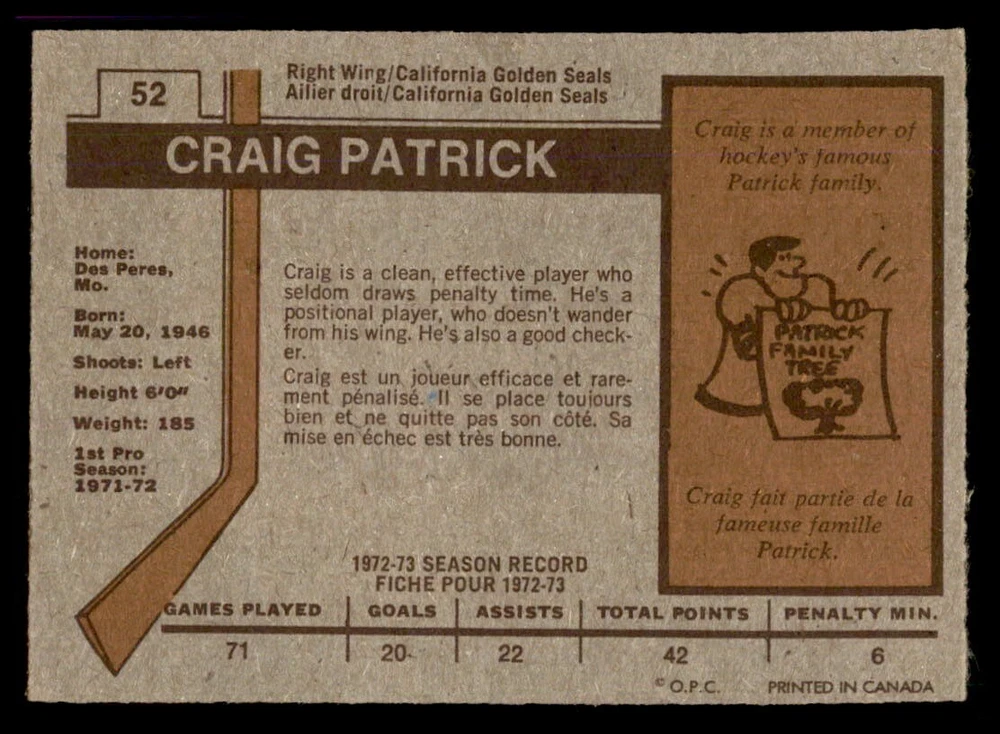 52
Right Wing/California Golden Seals
Ailier droit/California Golden Seals
CRAIG PATRICK
Home:
Des Peres,
Mo.
Born:
May 20, 1946
Shoots: Left
Height 6'0"
Weight: 185
1st Pro
Season:
1971-72
Craig is a clean, effective player who
seldom draws penalty time. He's a
positional player, who doesn't wander
from his wing. He's also a good check-
er.
Craig est un joueur efficace et rare-
ment pénalisé. Il se place toujours
bien et ne quitte pas son côté. Sa
mise en échec est très bonne.
Craig is a member of
hockey's famous
Patrick family.
PATRICK
FAMILY
TREE
Craig fait partie de la
fameuse famille
Patrick.
1972-73 SEASON RECORD
FICHE POUR 1972-73
GAMES PLAYED GOALS ASSISTS TOTAL POINTS PENALTY MIN.
71 20 22 42 6
© O.P.C. PRINTED IN CANADA